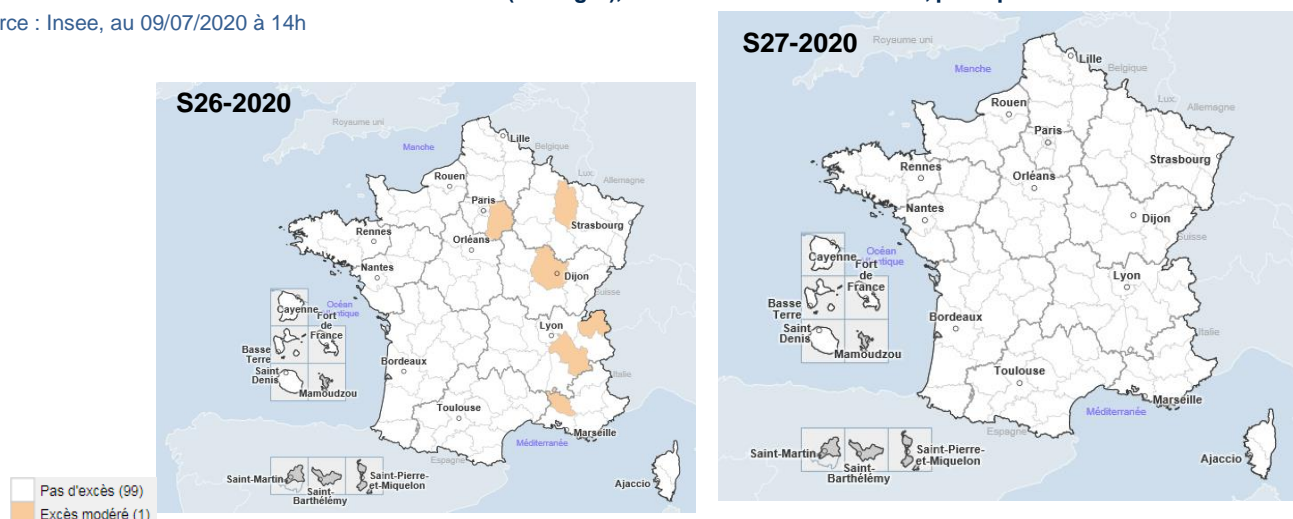 rce : Insee, au 09/07/2020 à 14h
S26-2020
Royaume uni
Manche
Lille
Belgique
Lux.
Allemagne
Rouen
Paris
Strasbourg
Rennes
Orléans
Nantes
Dijon
Suisse
Cayenne
Océan
Atlantique
Fort
de
France
Lyon
Basse
Terre
Saint
Denis
Mamoudzou
Bordeaux
Italie
Toulouse
Marseille
Méditerranée
Espagne
Saint-Martin
Saint-
Barthélémy
Saint-Pierre-
et-Miquelon
Ajaccio
Pas d'excès (99)
Excès modéré (1)
S27-2020
Royaume uni
Manche
Lille
Belgique
Lux.
Allemagne
Rouen
Paris
Strasbourg
Rennes
Orléans
Nantes
Dijon
Suisse
Cayenne
Océan
Atlantique
Fort
de
France
Lyon
Basse
Terre
Saint
Denis
Mamoudzou
Bordeaux
Italie
Toulouse
Marseille
Méditerranée
Espagne
Saint-Martin
Saint-
Barthélémy
Saint-Pierre-
et-Miquelon
Ajaccio